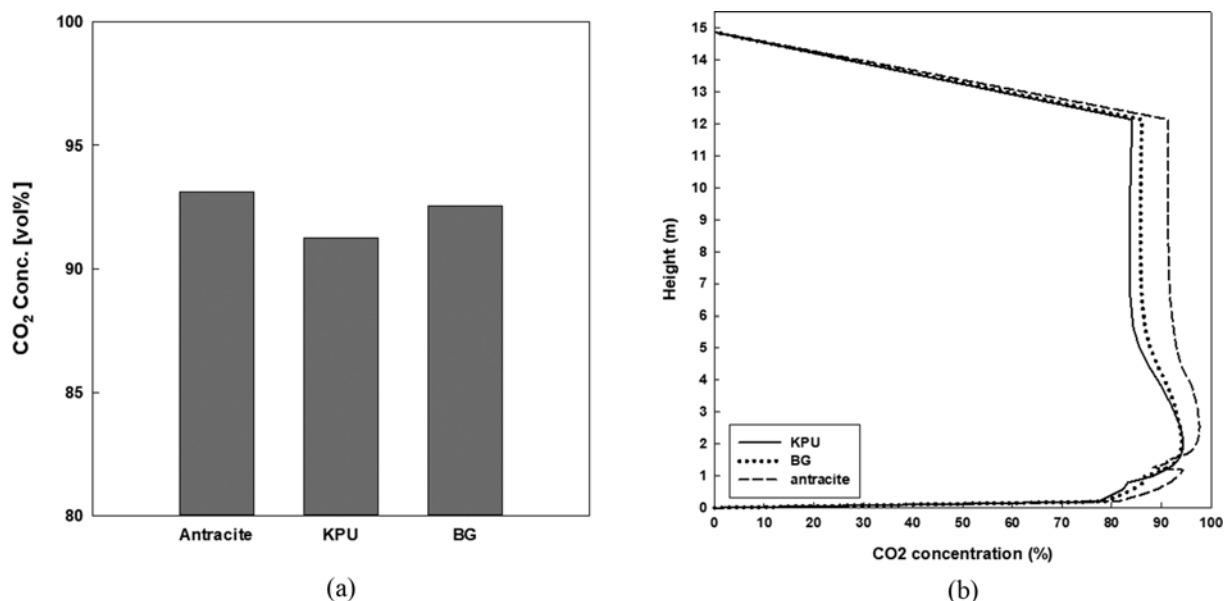 100
95
90
85
80
CO2 Conc. [vol%]
Antracite
KPU
BG
(a)
15
14
13
12
11
10
9
8
7
6
5
4
3
2
1
0
Height (m)
KPU
BG
antracite
0
10
20
30
40
50
60
70
80
90
100
CO2 concentration (%)
(b)